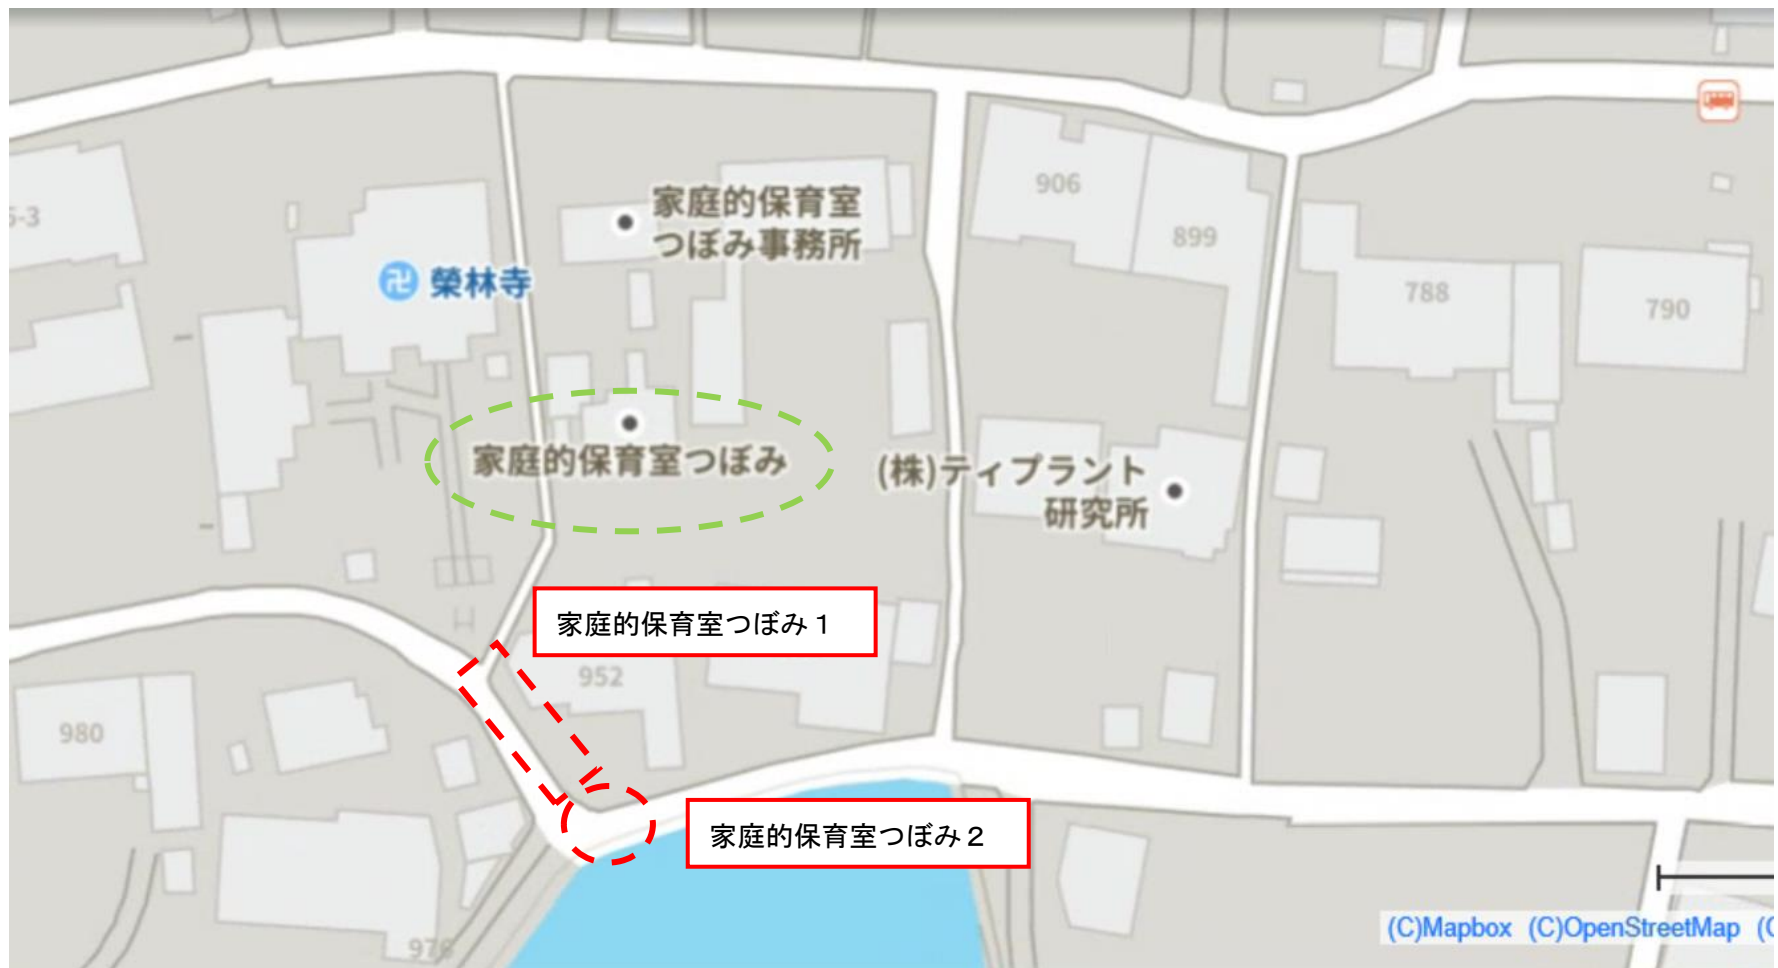 家庭的保育室
つぼみ事務所
906
899
5-3
榮林寺
788
790
家庭的保育室つぼみ
(株)ティプラント
研究所
家庭的保育室つぼみ１
952
980
家庭的保育室つぼみ２
976
(C)Mapbox (C)OpenStreetMap (C